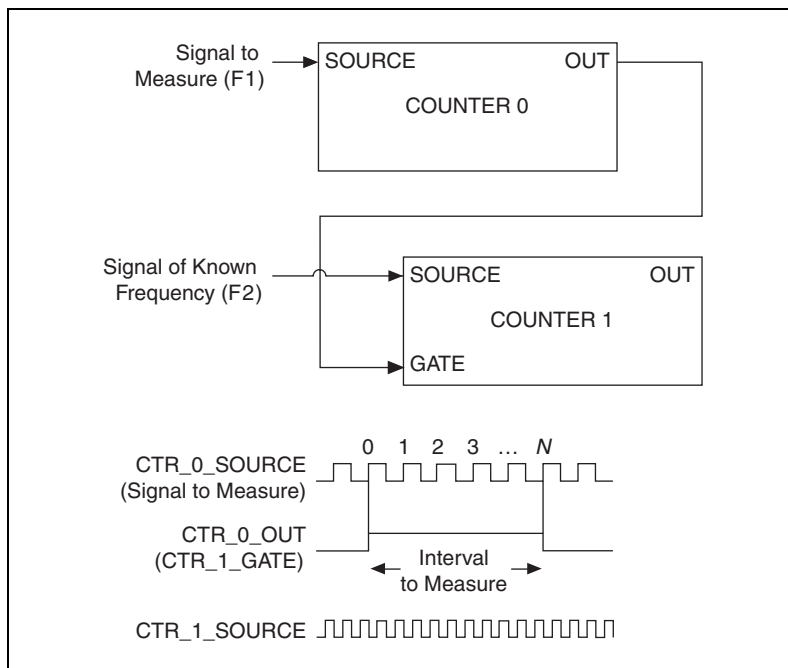 Signal to
Measure (F1)
SOURCE OUT
COUNTER 0
Signal of Known
Frequency (F2)
SOURCE OUT
COUNTER 1
GATE
0 1 2 3 … N
CTR_0_SOURCE
(Signal to Measure)
CTR_0_OUT
(CTR_1_GATE)
Interval
to Measure
CTR_1_SOURCE